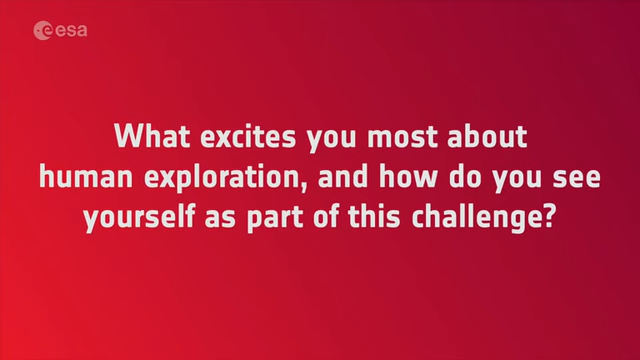 esa
What excites you most about
human exploration, and how do you see
yourself as part of this challenge?